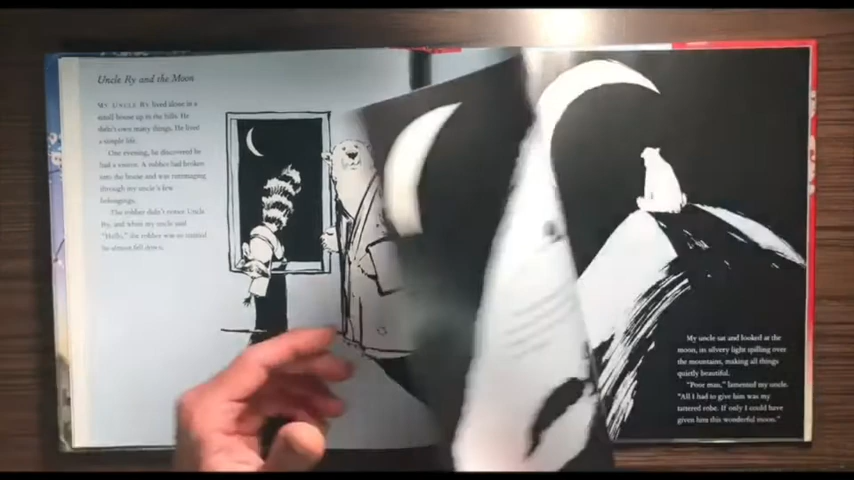 Uncle Ry and the Moon
MY UNCLE RY lived alone in a
small house up in the hills. He
didn't own many things. He lived
a simple life.
One evening, he discovered he
had a visitor. A robber had broken
into the house and was rummaging
through my uncle's few
belongings.
The robber didn't notice Uncle
Ry, and when my uncle said
"Hello," the robber was so startled
he almost fell down.
My uncle sat and looked at the
moon, its silvery light spilling over
the mountains, making all things
quietly beautiful.
"Poor man," lamented my uncle.
"All I had to give him was my
tattered robe. If only I could have
given him this wonderful moon."